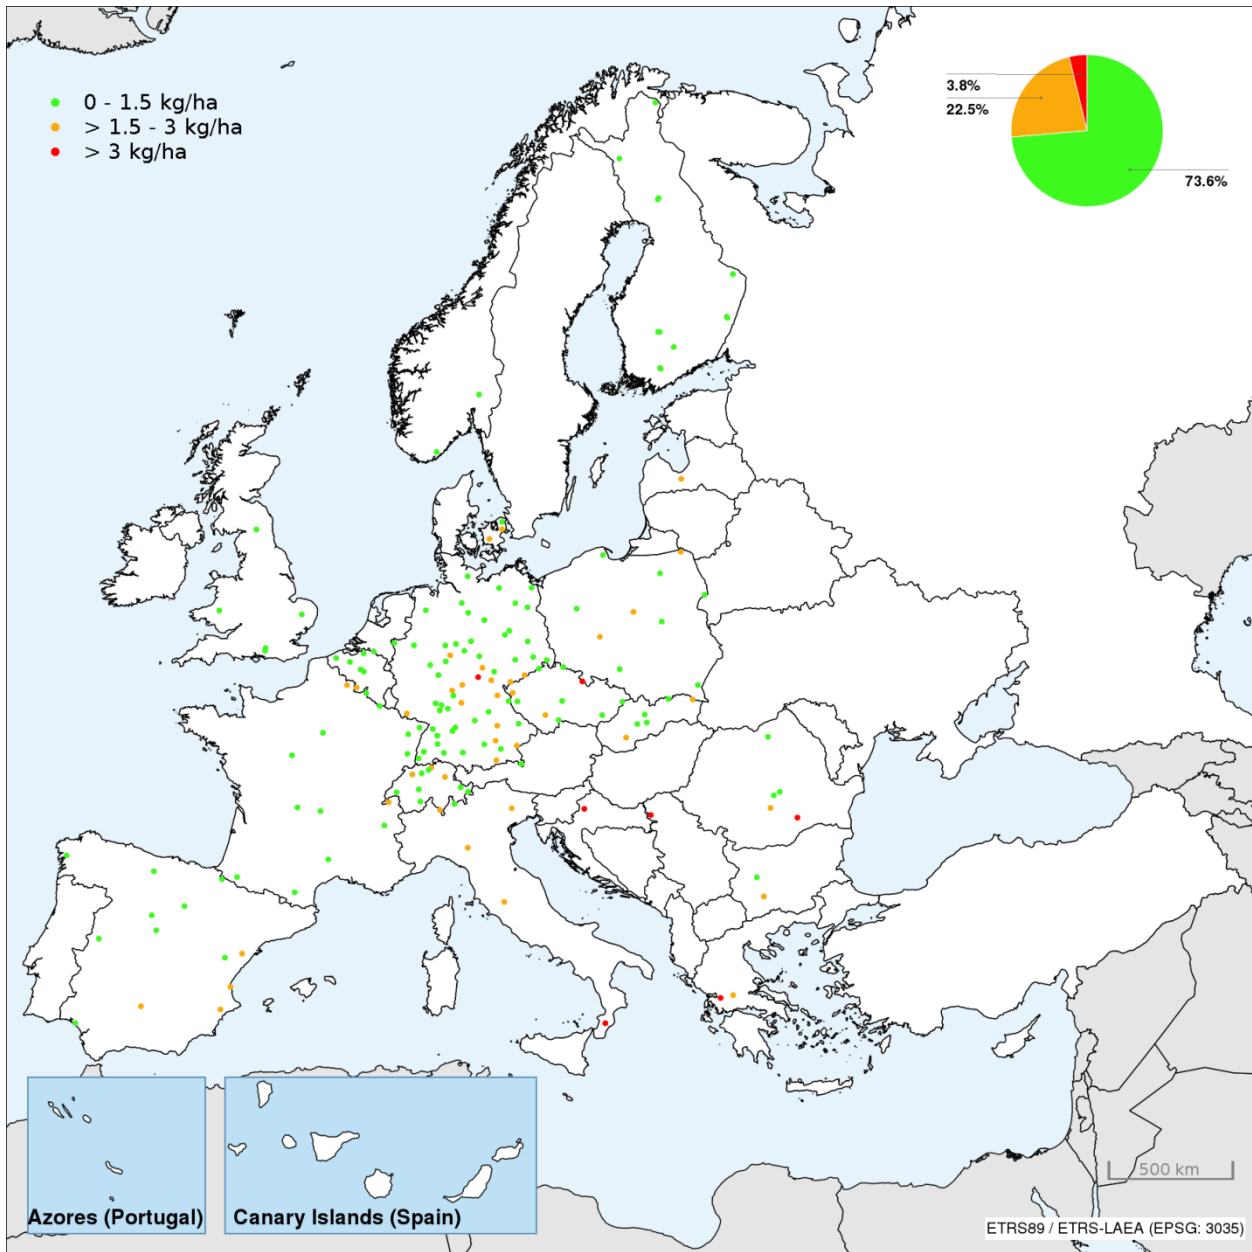 0 - 1.5 kg/ha
> 1.5 - 3 kg/ha
> 3 kg/ha
3.8%
22.5%
73.6%
500 km
Azores (Portugal)
Canary Islands (Spain)
ETRS89 / ETRS-LAEA (EPSG: 3035)